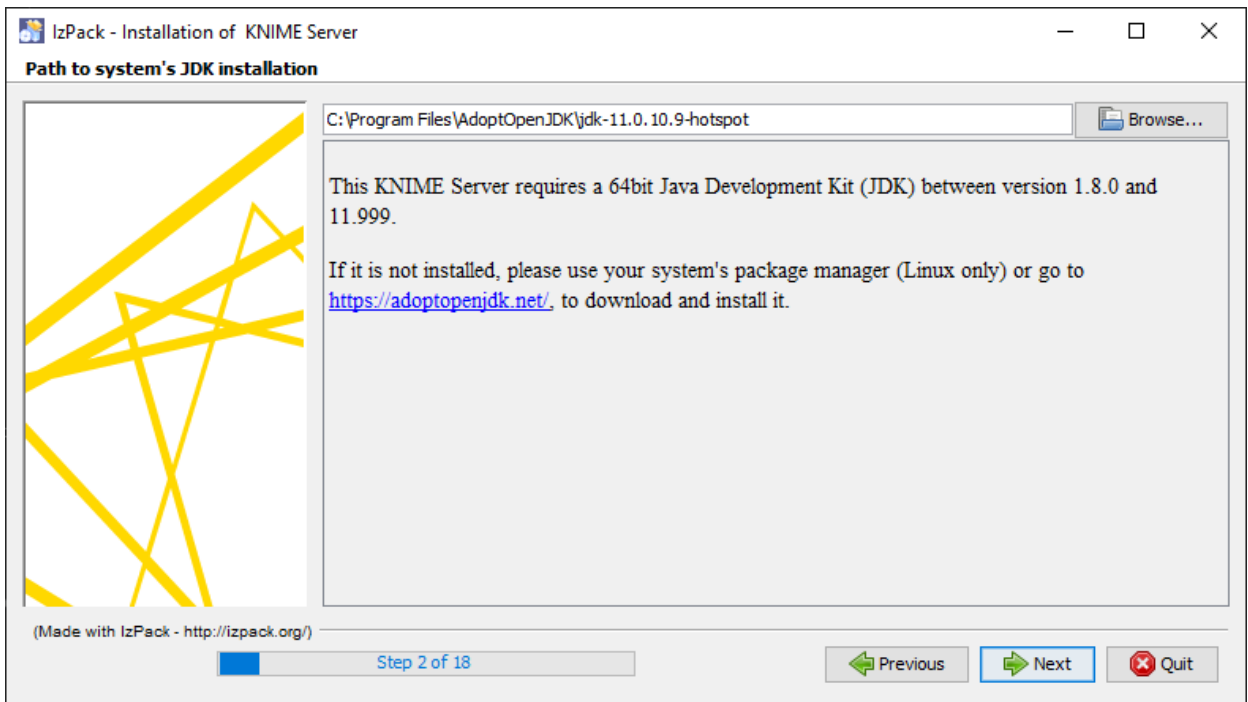 IzPack - Installation of  KNIME Server
Path to system's JDK installation
C:\Program Files\AdoptOpenJDK\jdk-11.0.10.9-hotspot
Browse...
This KNIME Server requires a 64bit Java Development Kit (JDK) between version 1.8.0 and
11.999.
If it is not installed, please use your system's package manager (Linux only) or go to
https://adoptopenjdk.net/, to download and install it.
(Made with IzPack - http://izpack.org/)
Step 2 of 18
Previous
Next
Quit